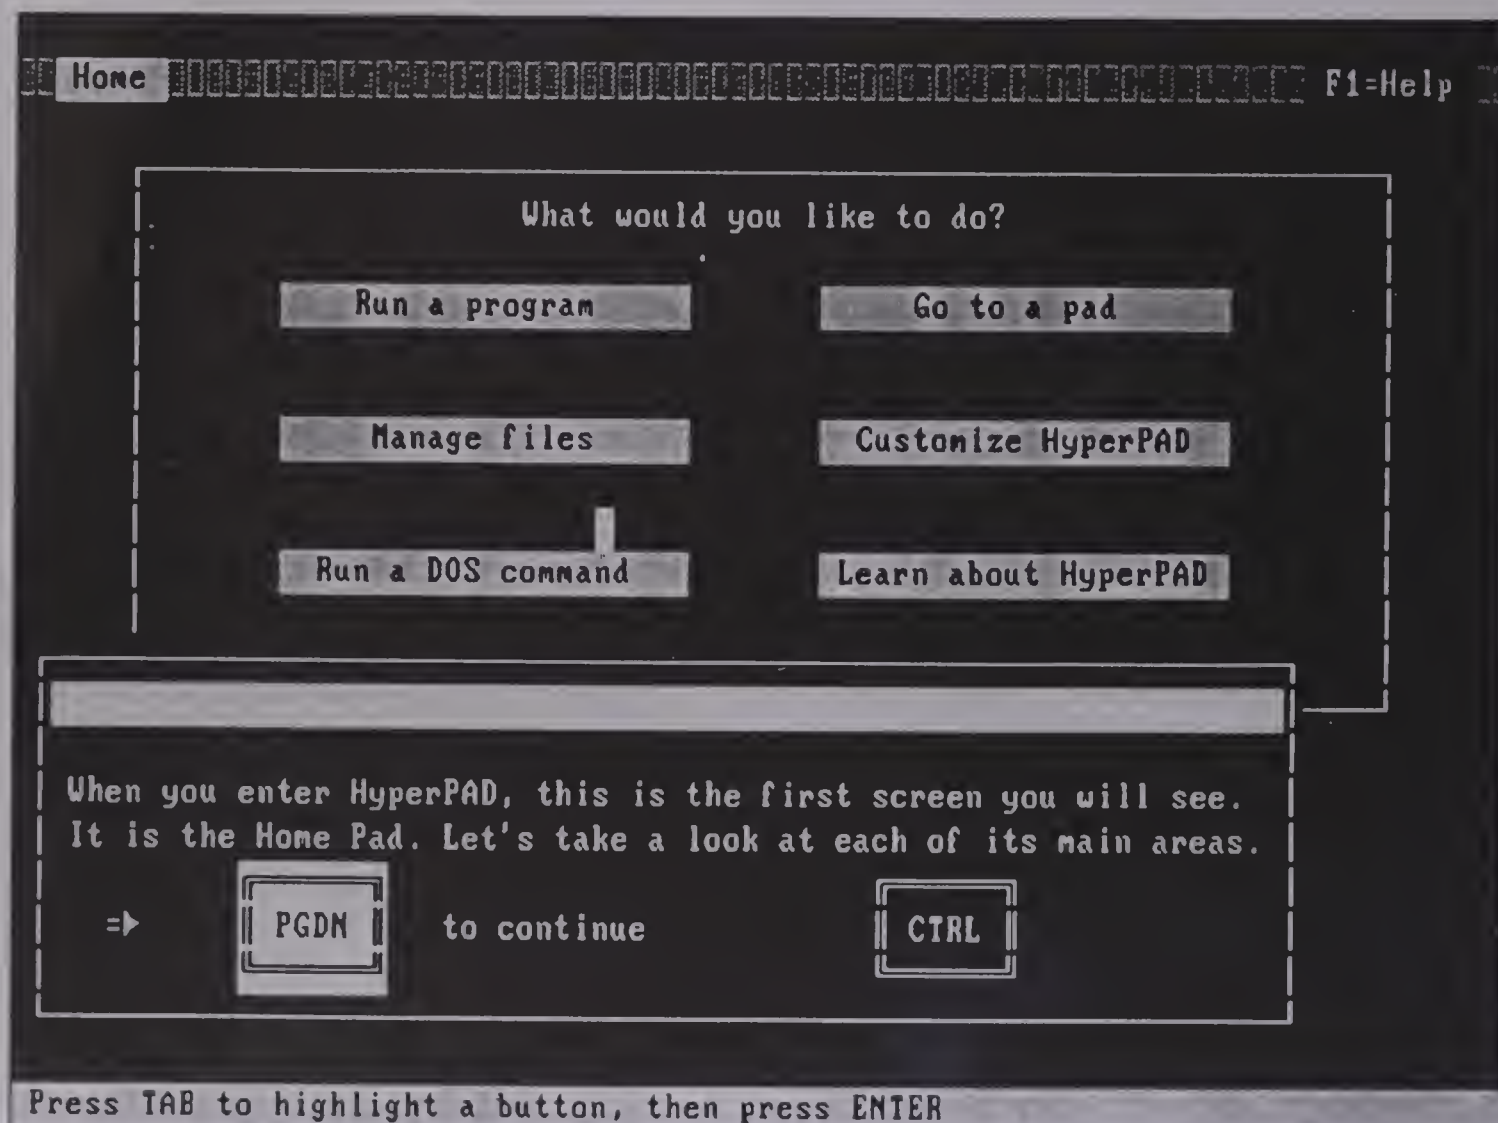 Home F1=Help
What would you like to do?
Run a program Go to a pad
Manage files Customize HyperPAD
Run a DOS command Learn about HyperPAD
When you enter HyperPAD, this is the first screen you will see.
It is the Home Pad. Let's take a look at each of its main areas.
PGDN to continue CTRL
Press TAB to highlight a button, then press ENTER